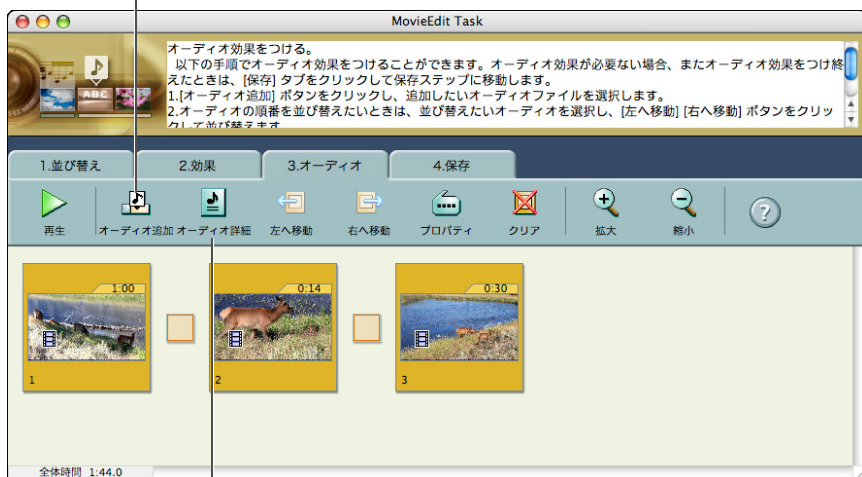 MovieEdit Task
オーディオ効果をつける。
以下の手順でオーディオ効果をつけることができます。オーディオ効果が必要ない場合、またオーディオ効果をつけ終
えたときは、[保存] タブをクリックして保存ステップに移動します。
1.[オーディオ追加] ボタンをクリックし、追加したいオーディオファイルを選択します。
2.オーディオの順番を並び替えたいときは、並び替えたいオーディオを選択し、[左へ移動] [右へ移動] ボタンをクリッ
クして並び替えます
ABC
1.並び替え 2.効果 3.オーディオ 4.保存
再生 オーディオ追加 オーディオ詳細 左へ移動 右へ移動 プロパティ クリア 拡大 縮小 ?
1:00 0:14 0:30
1 2 3
全体時間 1:44.0